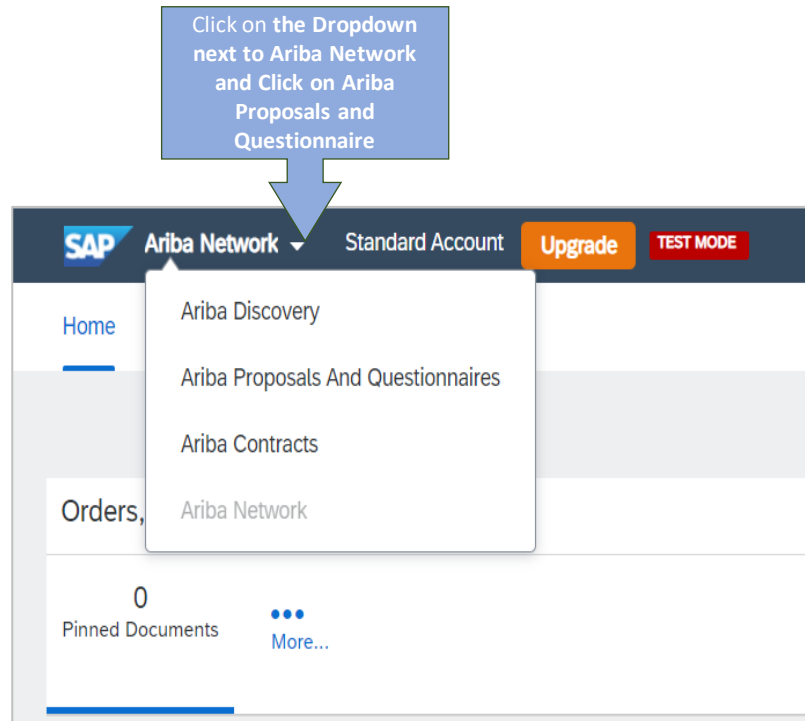 Click on the Dropdown
next to Ariba Network
and Click on Ariba
Proposals and
Questionnaire
SAP Ariba Network Standard Account Upgrade TEST MODE
Home
Ariba Discovery
Ariba Proposals And Questionnaires
Ariba Contracts
Orders, Ariba Network
0
Pinned Documents
More...